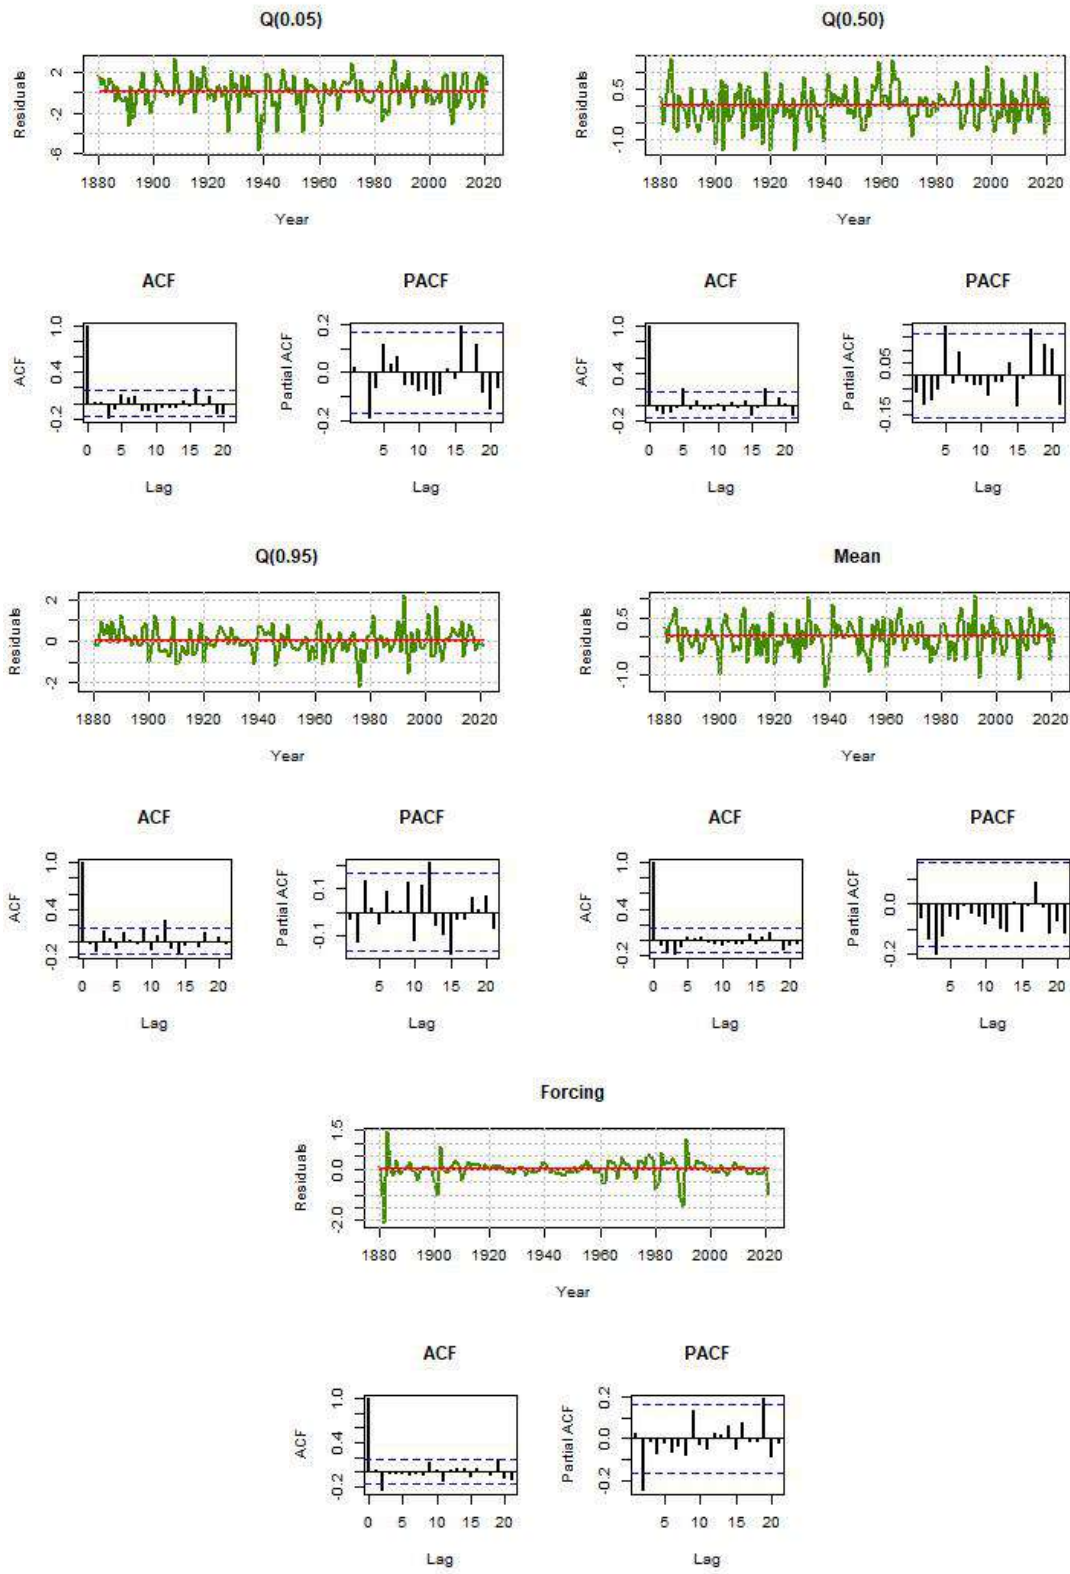 Q(0.05)
Q(0.50)
Residuals
2
-2
-6
1880 1900 1920 1940 1960 1980 2000 2020
Year
Residuals
0.5
-1.0
1880 1900 1920 1940 1960 1980 2000 2020
Year
ACF
PACF
ACF
PACF
ACF
1.0
0.4
-0.2
0 5 10 15 20
Lag
Partial ACF
0.2
0.0
-0.2
5 10 15 20
Lag
ACF
1.0
0.4
-0.2
0 5 10 15 20
Lag
Partial ACF
0.05
-0.15
5 10 15 20
Lag
Q(0.95)
Mean
Residuals
2
0
-2
1880 1900 1920 1940 1960 1980 2000 2020
Year
Residuals
0.5
-1.0
1880 1900 1920 1940 1960 1980 2000 2020
Year
ACF
PACF
ACF
PACF
ACF
1.0
0.4
-0.2
0 5 10 15 20
Lag
Partial ACF
0.1
-0.1
5 10 15 20
Lag
ACF
1.0
0.4
-0.2
0 5 10 15 20
Lag
Partial ACF
0.0
-0.2
5 10 15 20
Lag
Forcing
Residuals
1.5
0.0
-2.0
1880 1900 1920 1940 1960 1980 2000 2020
Year
ACF
PACF
ACF
1.0
0.4
-0.2
0 5 10 15 20
Lag
Partial ACF
0.2
0.0
-0.2
5 10 15 20
Lag